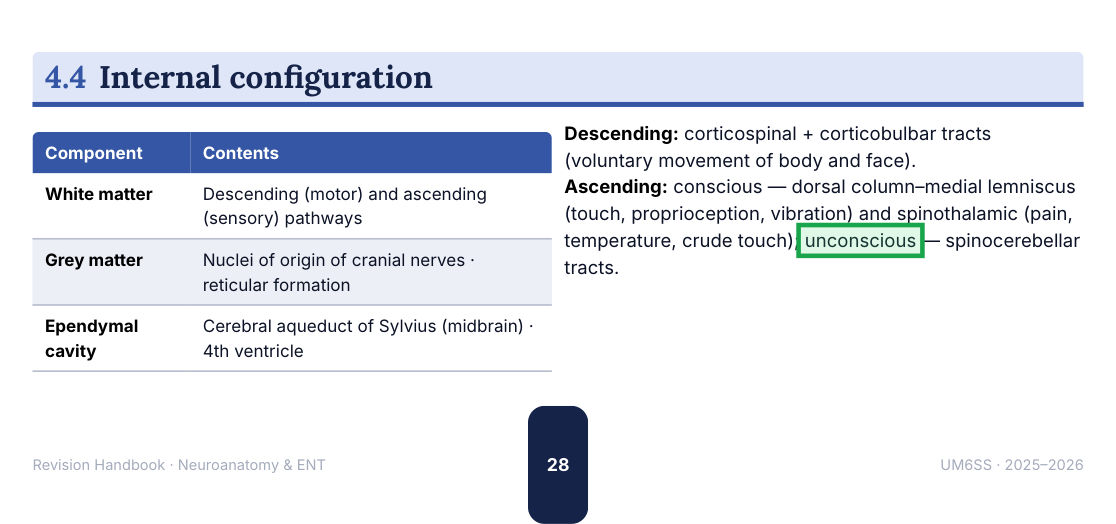 4.4 Internal configuration
Component Contents
White matter Descending (motor) and ascending
(sensory) pathways
Grey matter Nuclei of origin of cranial nerves ·
reticular formation
Ependymal Cerebral aqueduct of Sylvius (midbrain) ·
cavity 4th ventricle
Descending: corticospinal + corticobulbar tracts
(voluntary movement of body and face).
Ascending: conscious — dorsal column–medial lemniscus
(touch, proprioception, vibration) and spinothalamic (pain,
temperature, crude touch), unconscious — spinocerebellar
tracts.
Revision Handbook · Neuroanatomy & ENT
28
UM6SS · 2025–2026